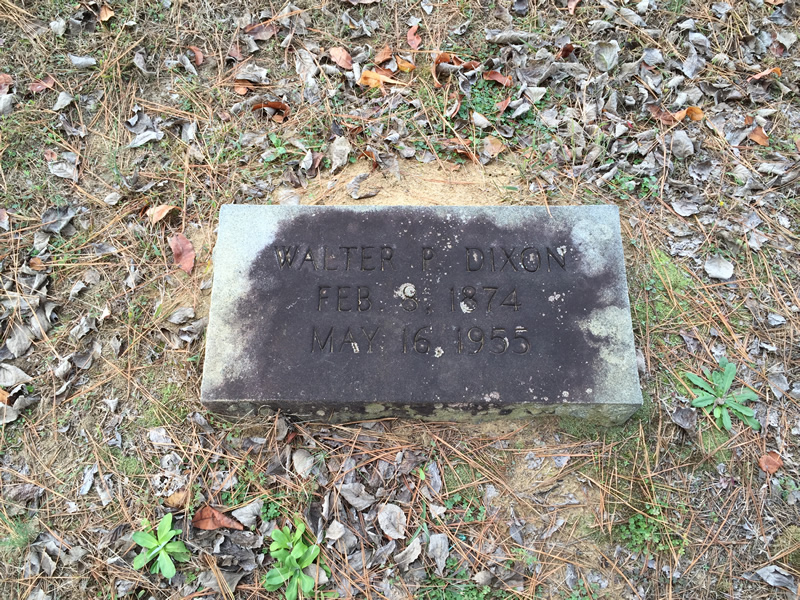 WALTER P. DIXON
FEB. 8, 1874
MAY 16, 1955